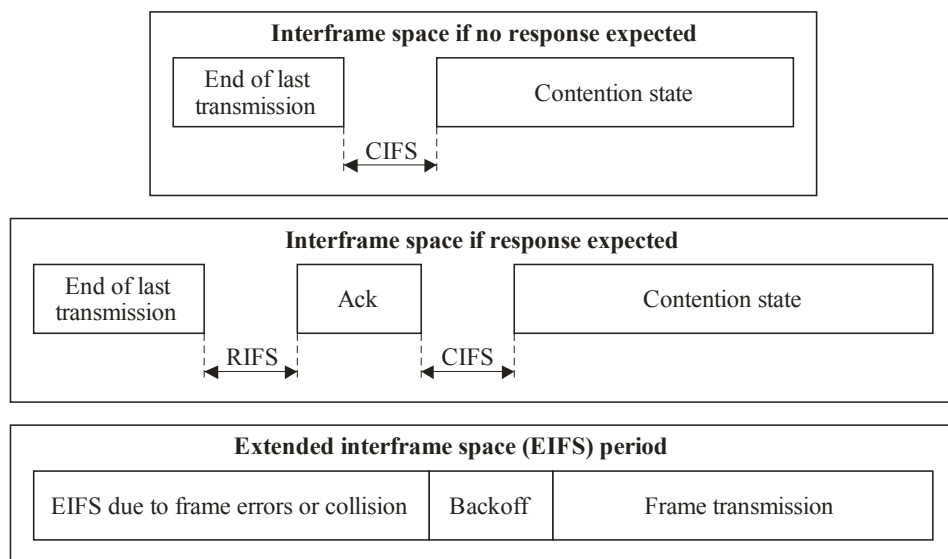 Interframe space if no response expected
End of last
transmission
Contention state
CIFS
Interframe space if response expected
End of last
transmission
Ack
Contention state
RIFS
CIFS
Extended interframe space (EIFS) period
EIFS due to frame errors or collision
Backoff
Frame transmission